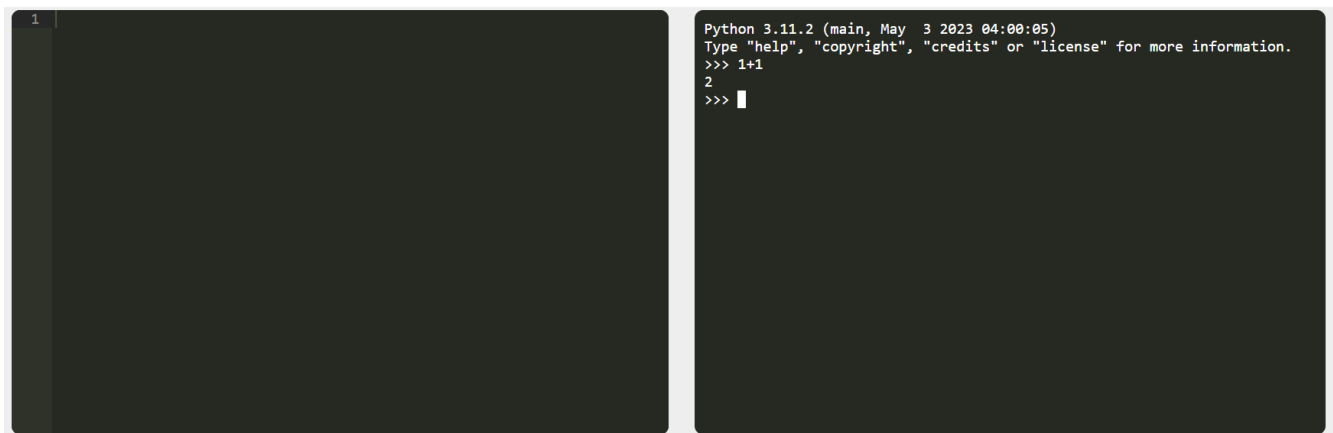 1
Python 3.11.2 (main, May  3 2023 04:00:05)
Type "help", "copyright", "credits" or "license" for more information.
>>> 1+1
2
>>>